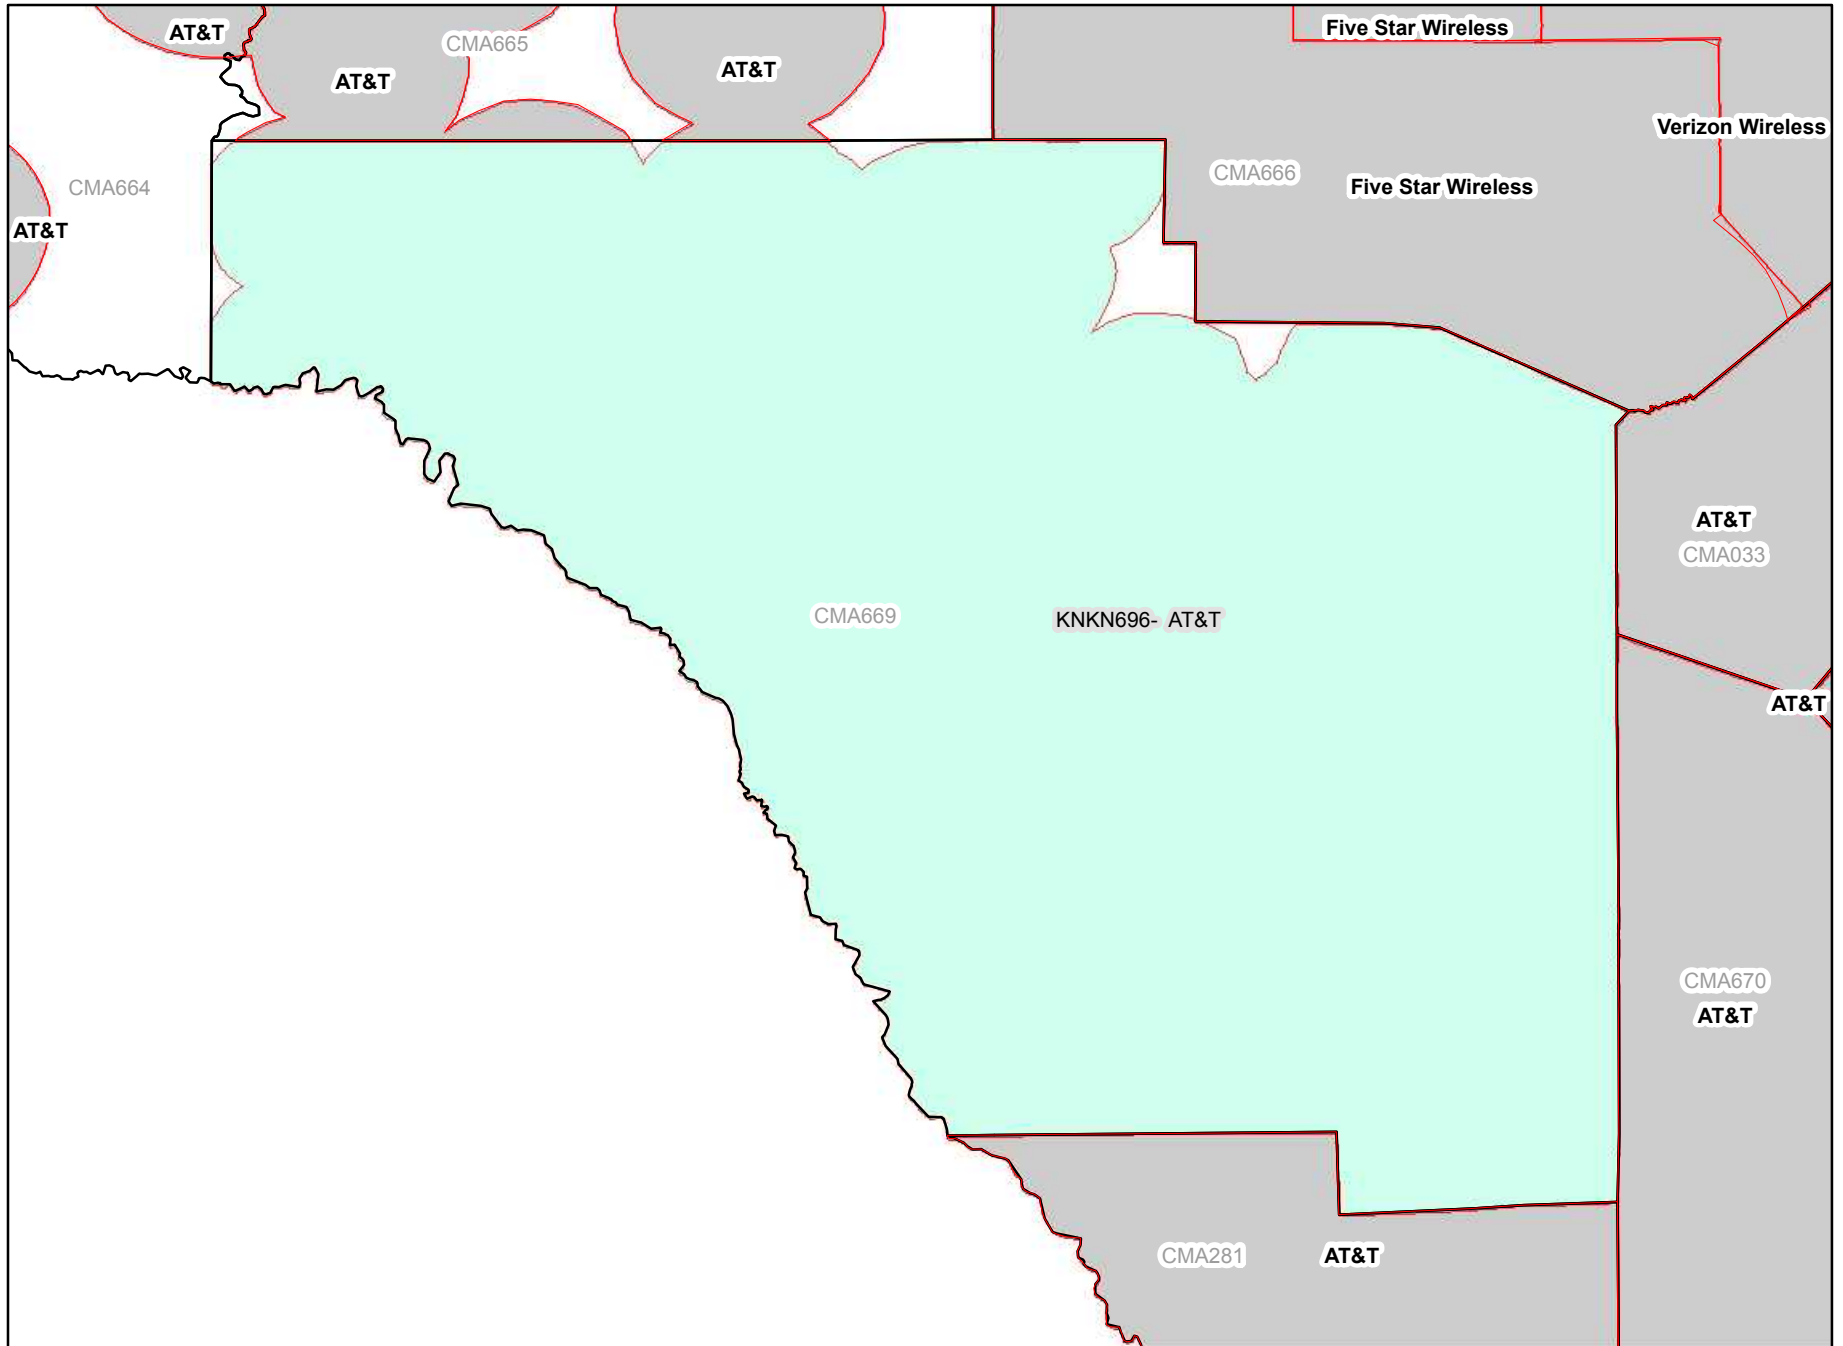 AT&T
CMA665
Five Star Wireless
AT&T
AT&T
Verizon Wireless
CMA664
CMA666
Five Star Wireless
AT&T
AT&T
CMA033
CMA669
KNKN696- AT&T
AT&T
CMA670
AT&T
CMA281
AT&T